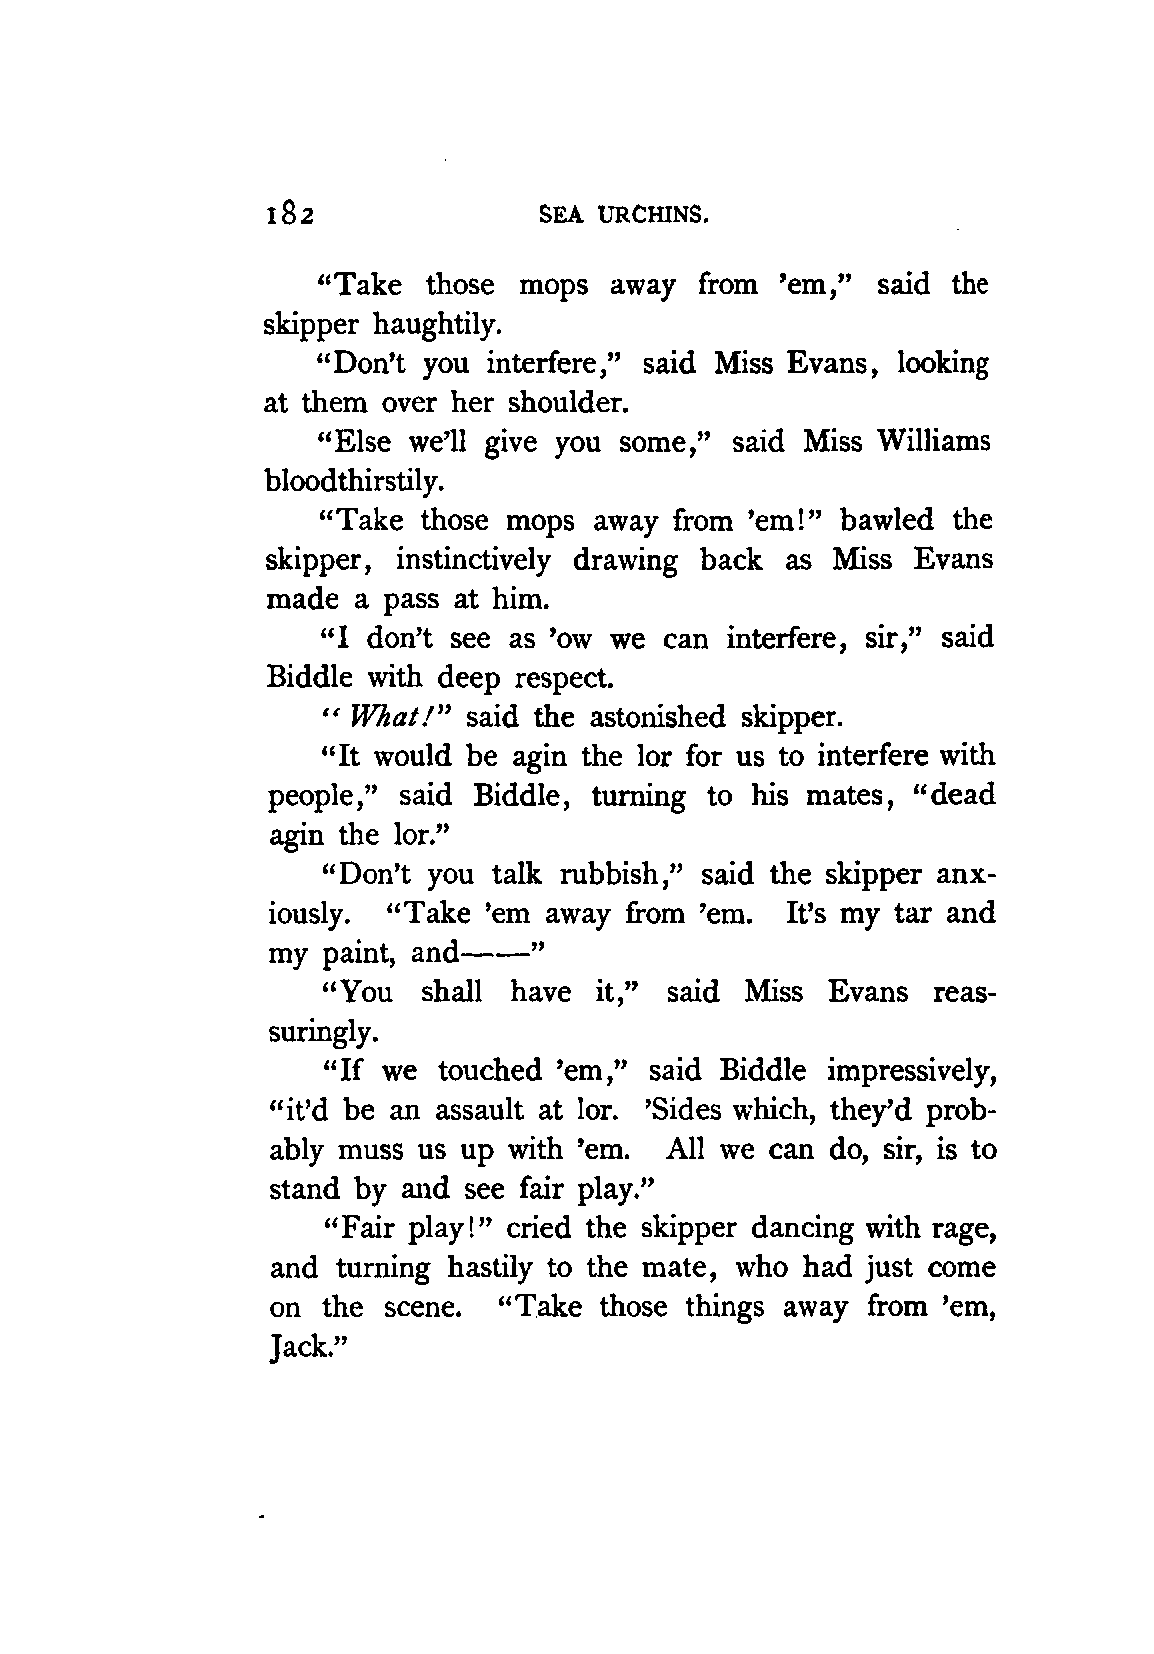 182 SEA URCHINS.
“Take those mops away from ’em,” said the
skipper haughtily.
“Don’t you interfere,” said Miss Evans, looking
at them over her shoulder.
“Else we’ll give you some,” said Miss Williams
bloodthirstily.
“Take those mops away from ’em!” bawled the
skipper, instinctively drawing back as Miss Evans
made a pass at him.
“I don’t see as ’ow we can interfere, sir,” said
Biddle with deep respect.
“What!” said the astonished skipper.
“It would be agin the lor for us to interfere with
people,” said Biddle, turning to his mates, “dead
agin the lor.”
“Don’t you talk rubbish,” said the skipper anx-
iously. “Take ’em away from ’em. It’s my tar and
my paint, and——”
“You shall have it,” said Miss Evans reas-
suringly.
“If we touched ’em,” said Biddle impressively,
“it’d be an assault at lor. ’Sides which, they’d prob-
ably muss us up with ’em. All we can do, sir, is to
stand by and see fair play.”
“Fair play!” cried the skipper dancing with rage,
and turning hastily to the mate, who had just come
on the scene. “Take those things away from ’em,
Jack.”